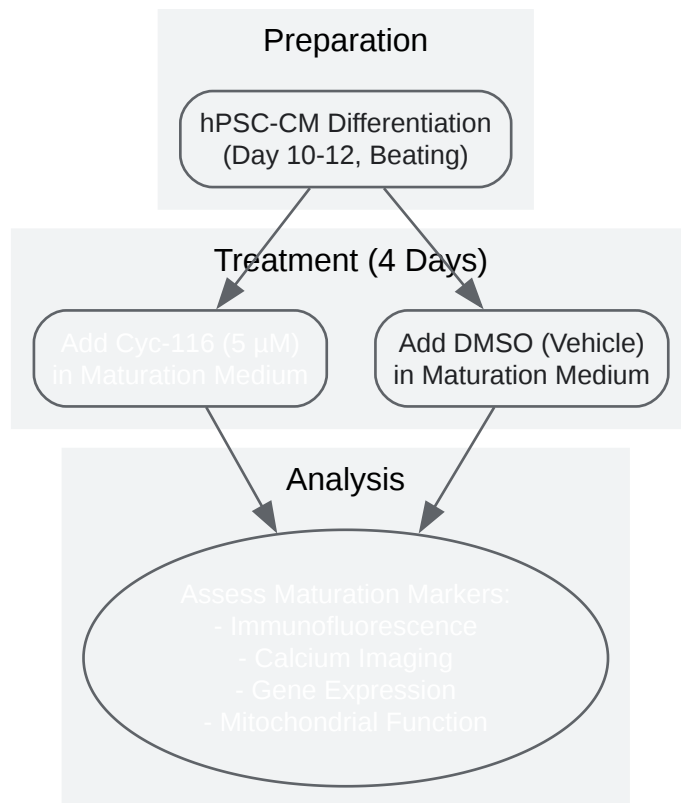 Preparation
hPSC-CM Differentiation
(Day 10-12, Beating)
Treatment (4 Days)
Add Cyc-116 (5 µM)
in Maturation Medium
Add DMSO (Vehicle)
in Maturation Medium
Analysis
Assess Maturation Markers:
- Immunofluorescence
- Calcium Imaging
- Gene Expression
- Mitochondrial Function